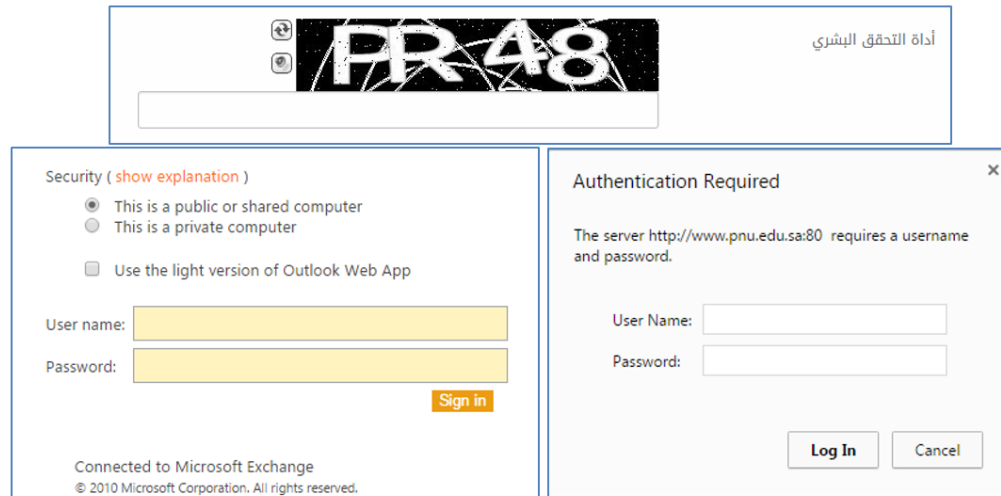 PR 48
أداة التحقق البشري
Security ( show explanation )
This is a public or shared computer
This is a private computer
Use the light version of Outlook Web App
User name:
Password:
Sign in
Connected to Microsoft Exchange
© 2010 Microsoft Corporation. All rights reserved.
Authentication Required
The server http://www.pnu.edu.sa:80 requires a username
and password.
User Name:
Password:
Log In
Cancel